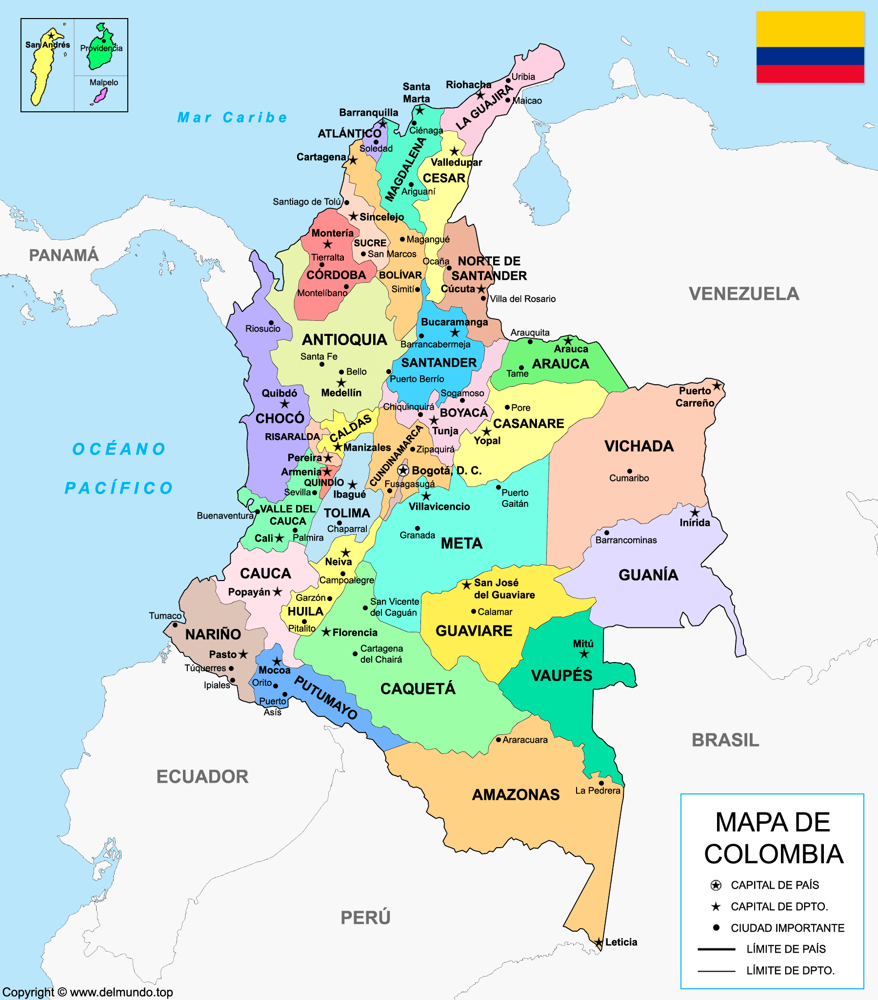 San Andrés
Providencia
Malpelo
Mar Caribe
Santa
Marta
Riohacha
Uribia
Maicao
LA GUAJIRA
Barranquilla
Ciénaga
ATLÁNTICO
Soledad
Cartagena
MAGDALENA
Valledupar
CESAR
Ariguaní
Santiago de Tolú
Sincelejo
Montería
SUCRE
Magangué
San Marcos
Tierralta
CÓRDOBA
Montelíbano
BOLÍVAR
Simití
Ocaña
NORTE DE
SANTANDER
Cúcuta
Villa del Rosario
PANAMÁ
VENEZUELA
Riosucio
ANTIOQUIA
Santa Fe
Bello
Medellín
Bucaramanga
Barrancabermeja
SANTANDER
Puerto Berrío
Arauquita
Arauca
ARAUCA
Tame
Quibdó
CHOCÓ
Sogamoso
Chiquinquirá
BOYACÁ
Tunja
Pore
CASANARE
Yopal
Puerto
Carreño
VICHADA
Cumaribo
RISARALDA
CALDAS
Manizales
Pereira
Armenia
QUINDÍO
Sevilla
Ibagué
TOLIMA
Chaparral
CUNDINAMARCA
Zipaquirá
Bogotá, D. C.
Fusagasugá
Villavicencio
Puerto
Gaitán
Granada
META
OCÉANO
PACÍFICO
Buenaventura
VALLE DEL
CAUCA
Cali
Palmira
Inírida
Barrancominas
GUANÍA
Neiva
Campoalegre
Garzón
HUILA
Pitalito
CAUCA
Popayán
San Vicente
del Caguán
San José
del Guaviare
Calamar
GUAVIARE
Tumaco
NARIÑO
Pasto
Túquerres
Ipiales
Florencia
Cartagena
del Chairá
CAQUETÁ
Mitú
VAUPÉS
Mocoa
Orito
Puerto
Asís
PUTUMAYO
Araracuara
La Pedrera
AMAZONAS
Leticia
BRASIL
ECUADOR
PERÚ
MAPA DE
COLOMBIA
CAPITAL DE PAÍS
CAPITAL DE DPTO.
CIUDAD IMPORTANTE
LÍMITE DE PAÍS
LÍMITE DE DPTO.
Copyright © www.delmundo.top